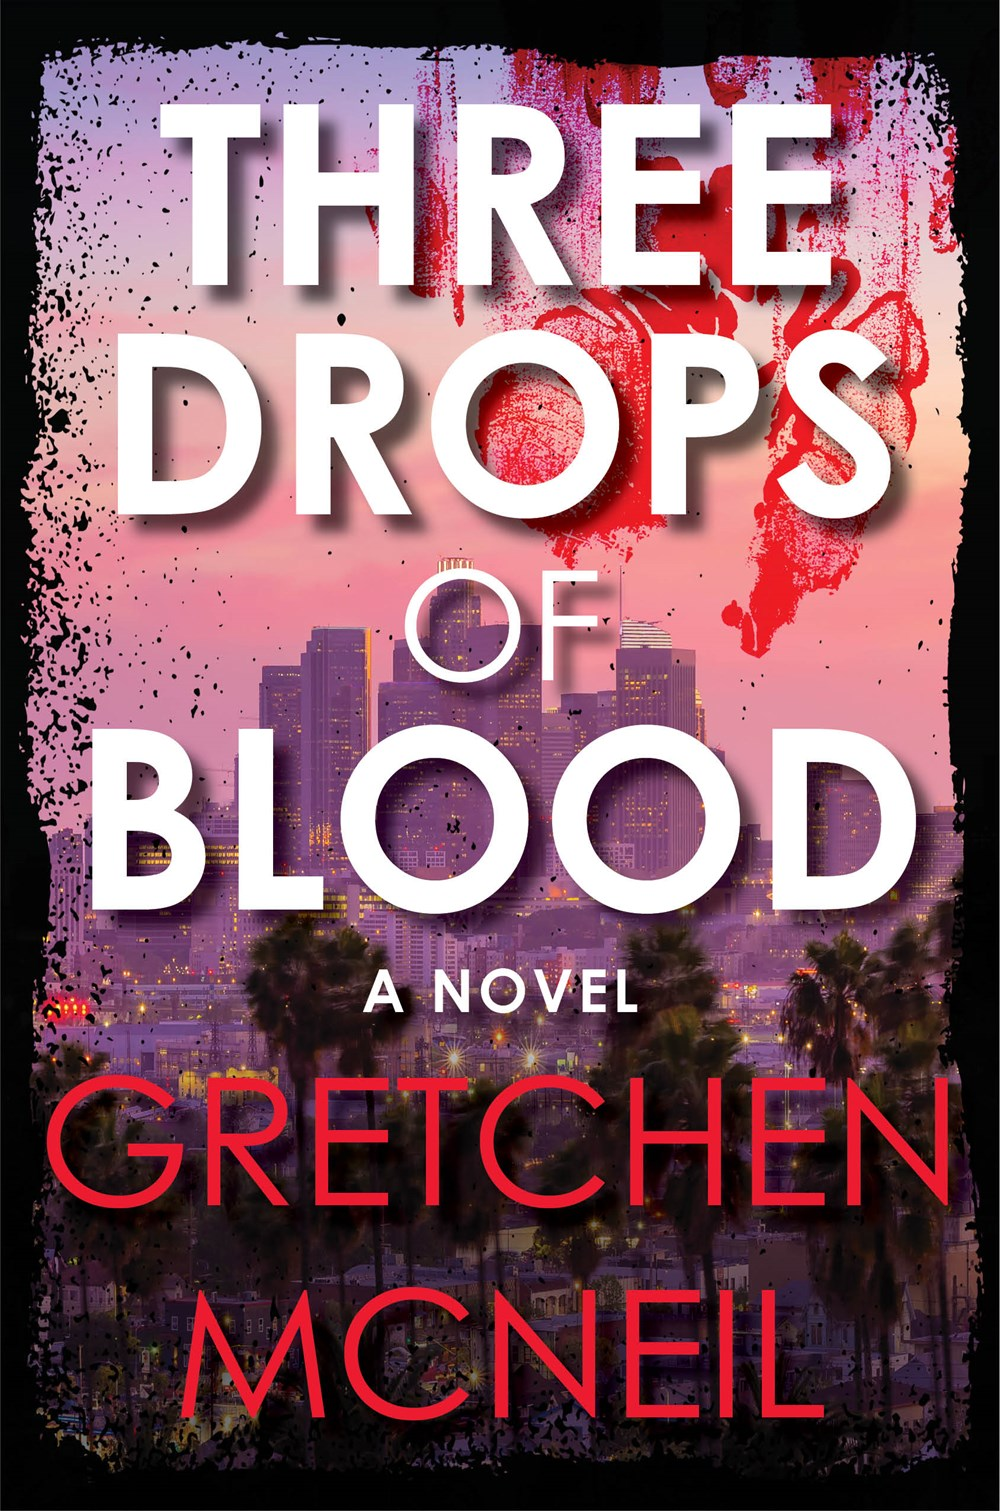 THREE
DROPS
OF
BLOOD
A NOVEL
GRETCHEN
MCNEIL